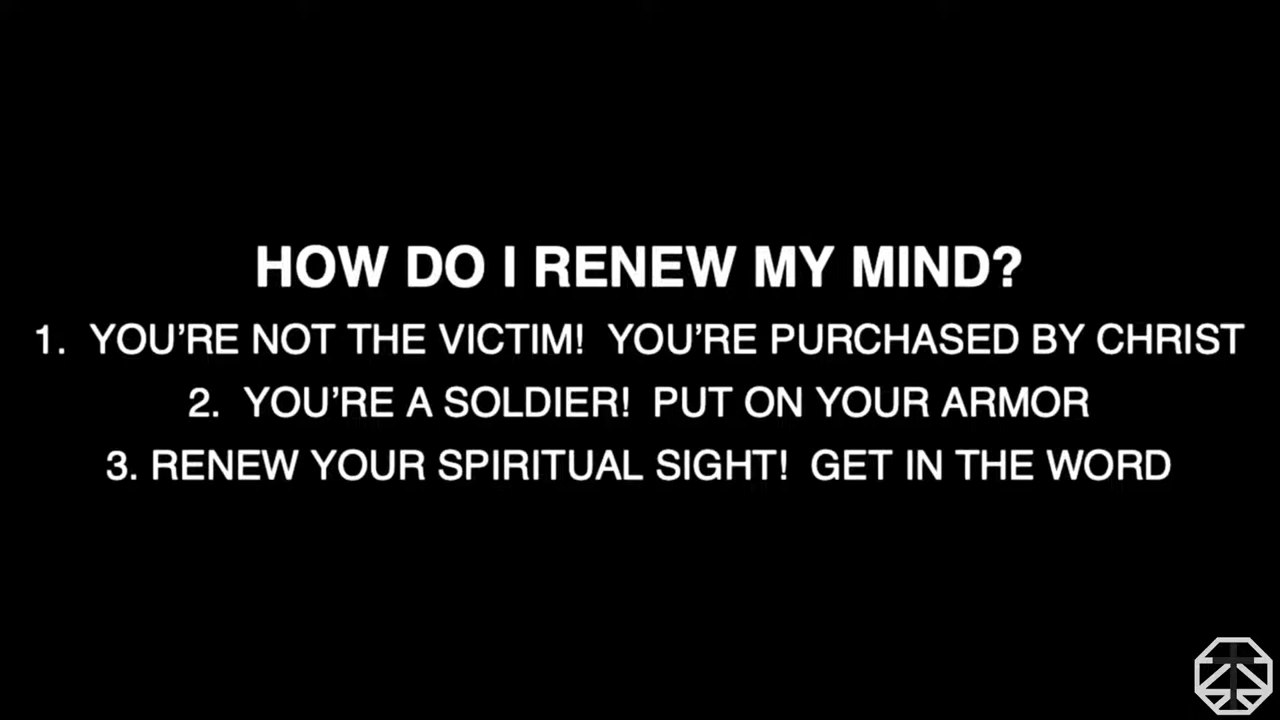 HOW DO I RENEW MY MIND?
1. YOU’RE NOT THE VICTIM! YOU’RE PURCHASED BY CHRIST
2. YOU’RE A SOLDIER! PUT ON YOUR ARMOR
3. RENEW YOUR SPIRITUAL SIGHT! GET IN THE WORD